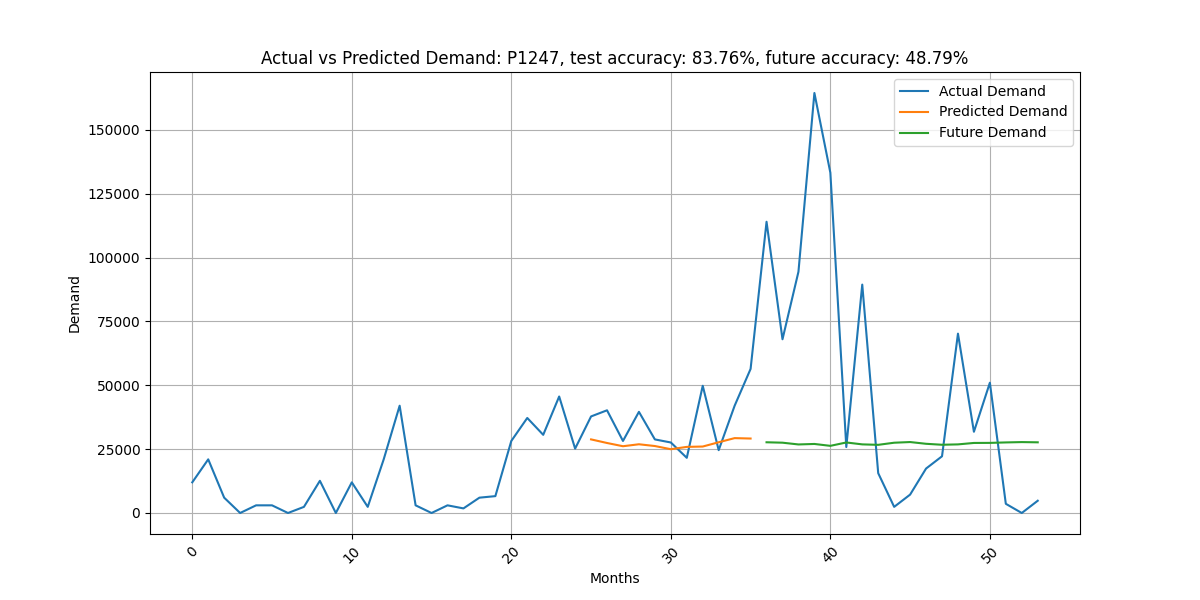 Actual vs Predicted Demand: P1247, test accuracy: 83.76%, future accuracy: 48.79%
Actual Demand
Predicted Demand
Future Demand
150000
125000
100000
75000
50000
25000
0
Demand
0
10
20
30
40
50
Months